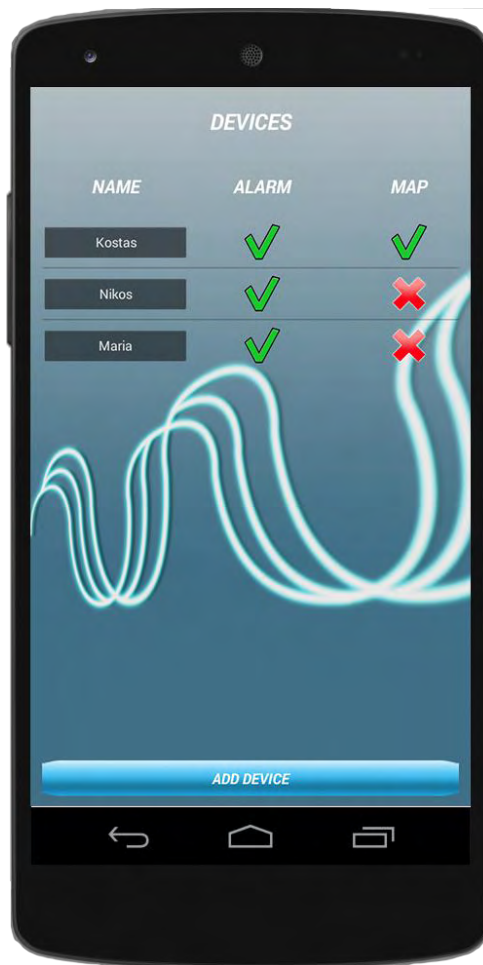 DEVICES
NAME ALARM MAP
Kostas
Nikos
Maria
ADD DEVICE